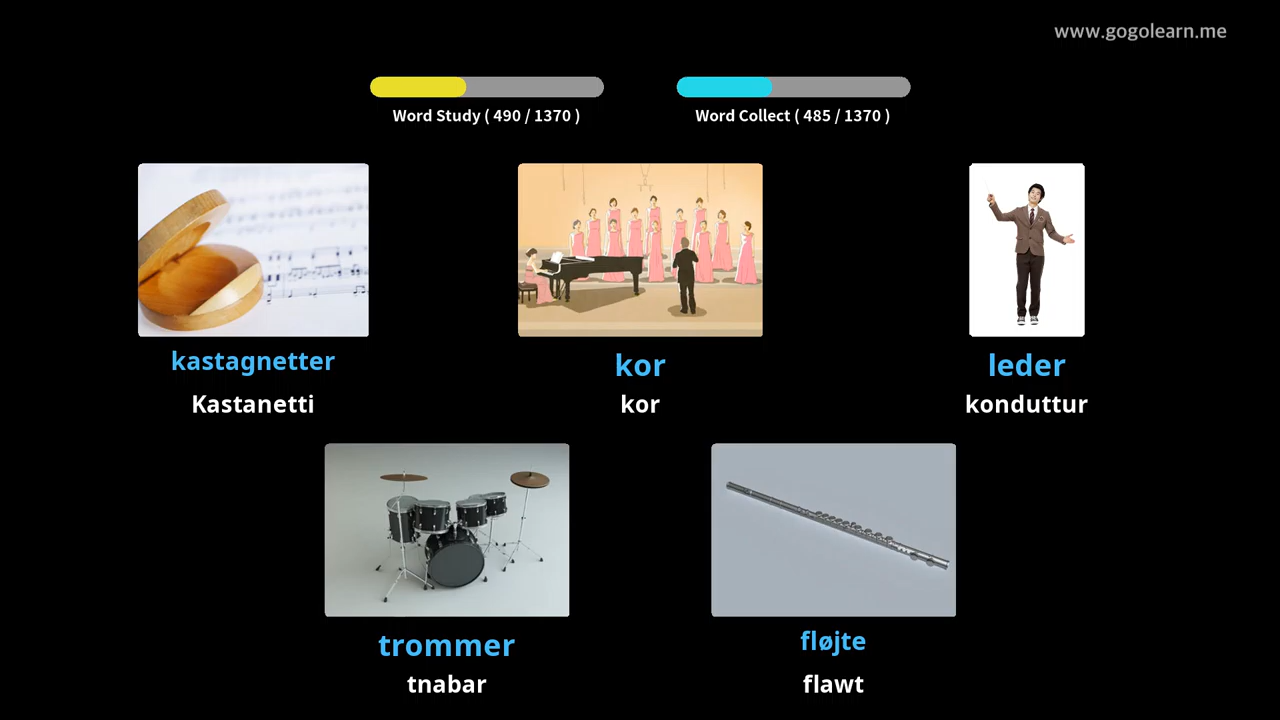 www.gogolearn.me
Word Study ( 490 / 1370 )
Word Collect ( 485 / 1370 )
kastagnetter
Kastanetti
kor
kor
leder
konduttur
trommer
tnabar
fløjte
flawt